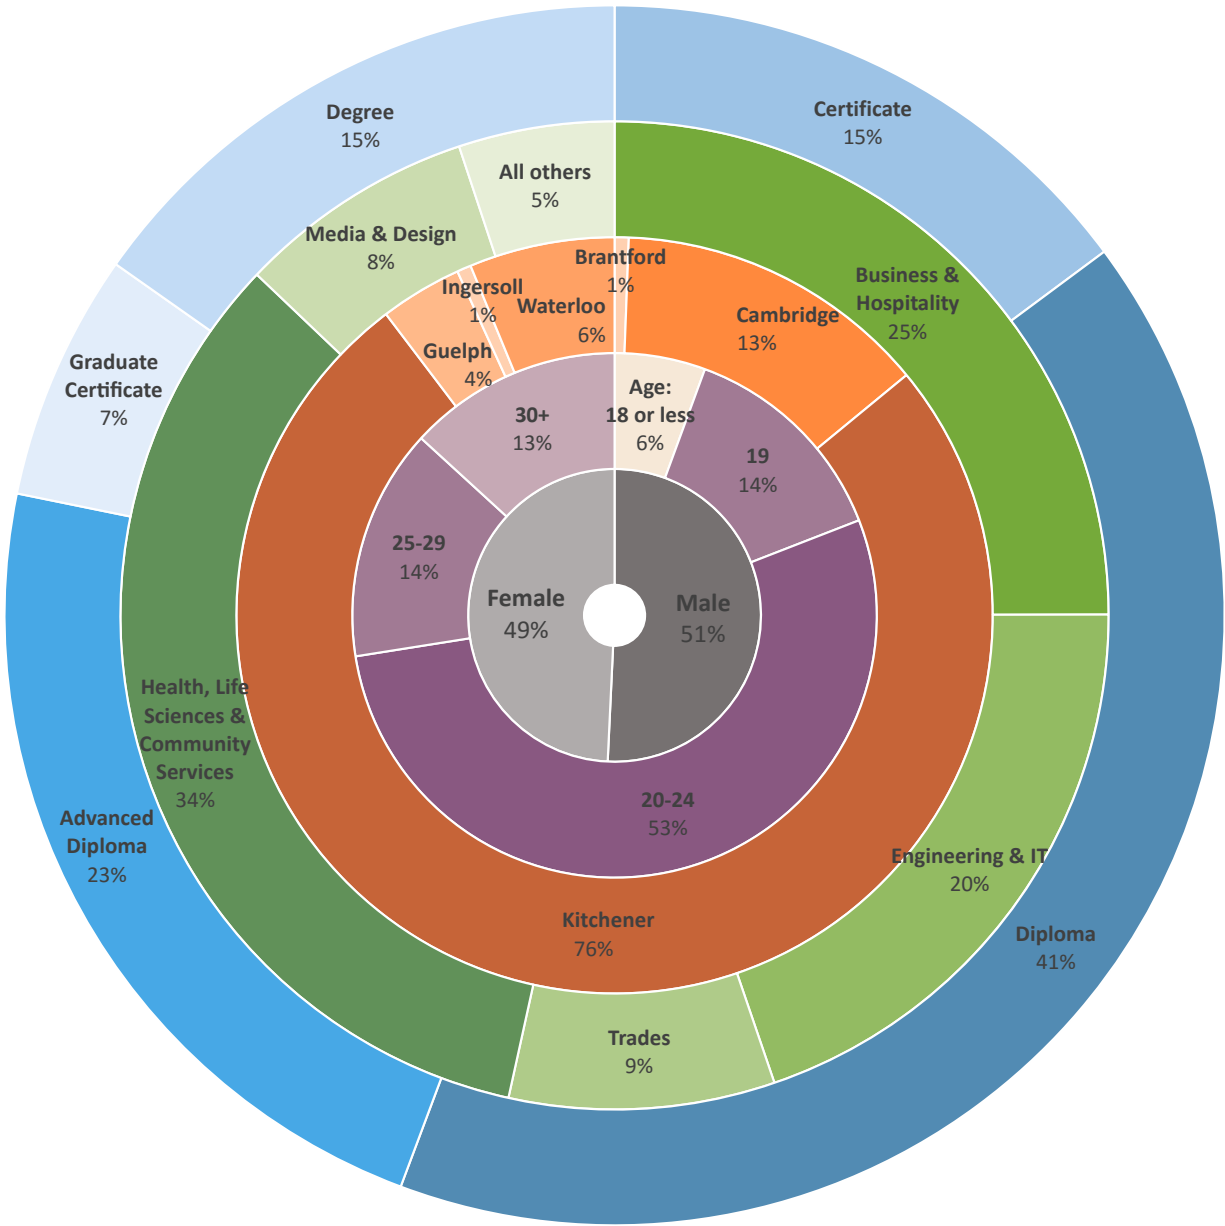 Degree
15%
Certificate
15%
All others
5%
Media & Design
8%
Business &
Hospitality
25%
Brantford
1%
Ingersoll
1%
Waterloo
6%
Cambridge
13%
Guelph
4%
Graduate
Certificate
7%
Age:
18 or less
6%
30+
13%
19
14%
25-29
14%
Female
49%
Male
51%
Health, Life
Sciences &
Community
Services
34%
20-24
53%
Advanced
Diploma
23%
Engineering & IT
20%
Kitchener
76%
Diploma
41%
Trades
9%